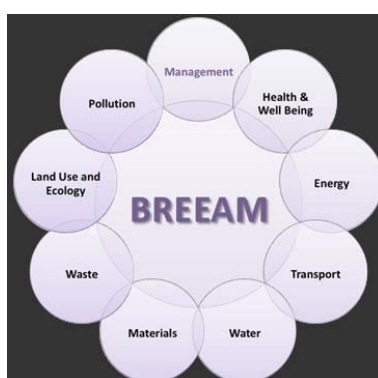 Management
Health &
Well Being
Energy
Transport
Water
Materials
Waste
Land Use and
Ecology
Pollution
BREEAM